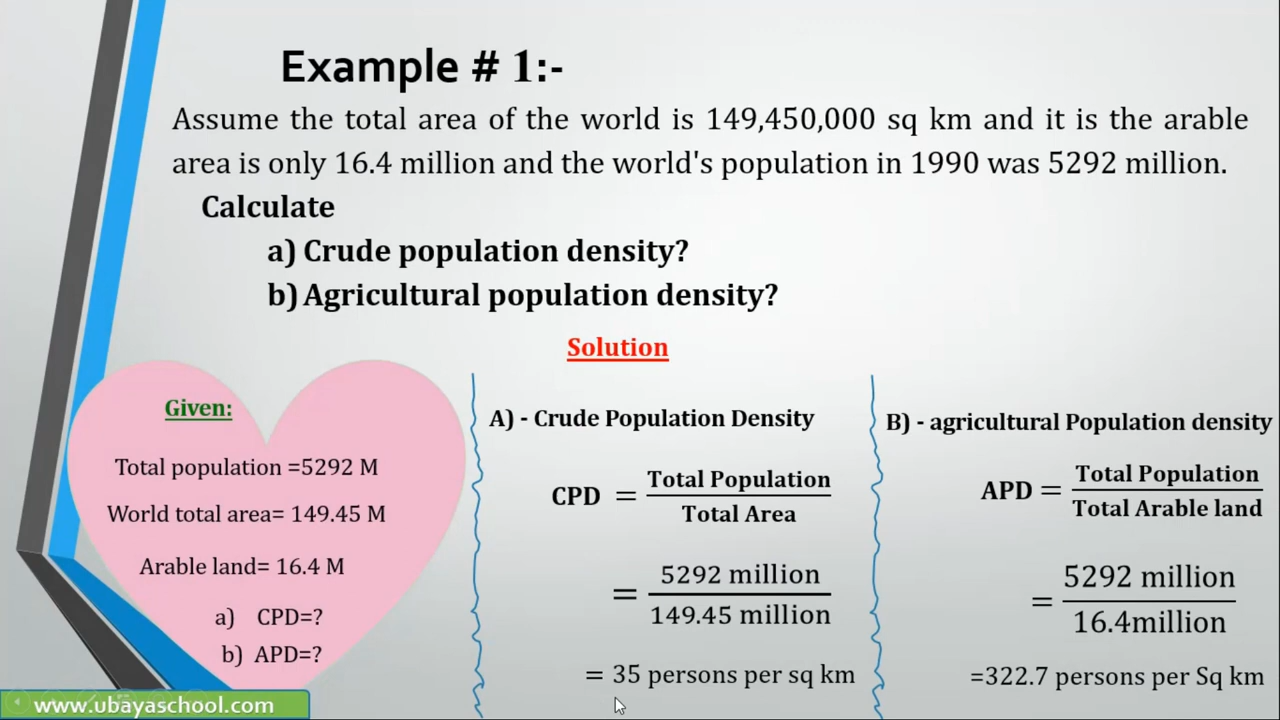 Example # 1:-
Assume the total area of the world is 149,450,000 sq km and it is the arable
area is only 16.4 million and the world's population in 1990 was 5292 million.
Calculate
a) Crude population density?
b) Agricultural population density?
Solution
Given:
Total population =5292 M
World total area= 149.45 M
Arable land= 16.4 M
a) CPD=?
b) APD=?
A) - Crude Population Density
CPD = Total Population
Total Area
= 5292 million
149.45 million
= 35 persons per sq km
B) - agricultural Population density
APD = Total Population
Total Arable land
= 5292 million
16.4million
=322.7 persons per Sq km
www.ubayaschool.com